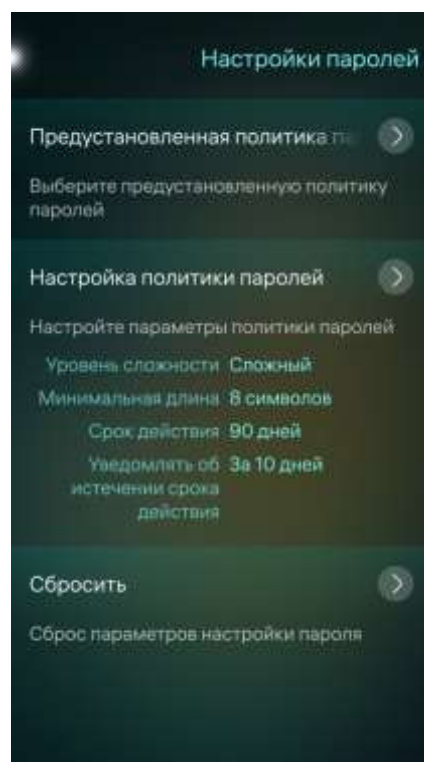 Настройки паролей
Предустановленная политика
Выберите предустановленную политику
паролей
Настройка политики паролей
Настройте параметры политики паролей
Уровень сложности Сложный
Минимальная длина 8 символов
Срок действия 90 дней
Уведомлять об За 10 дней
истечении срока
действия
Сбросить
Сброс параметров настройки пароля